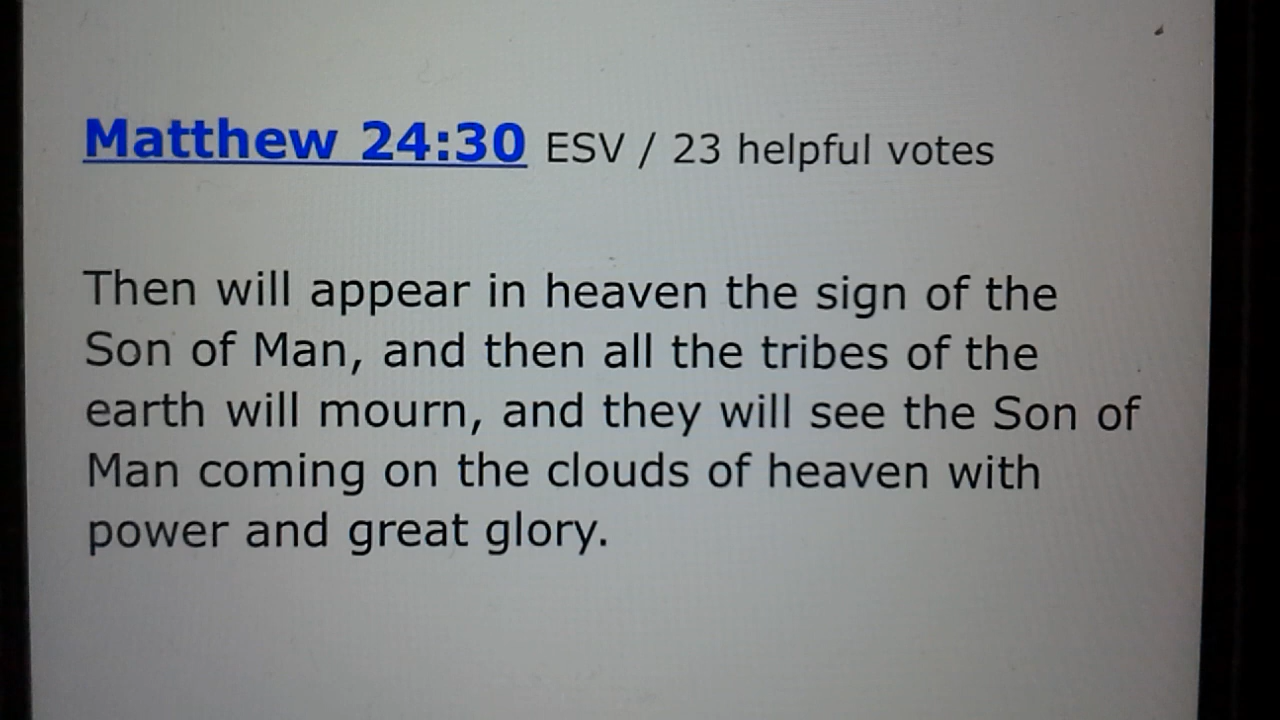 Matthew 24:30 ESV / 23 helpful votes
Then will appear in heaven the sign of the
Son of Man, and then all the tribes of the
earth will mourn, and they will see the Son of
Man coming on the clouds of heaven with
power and great glory.